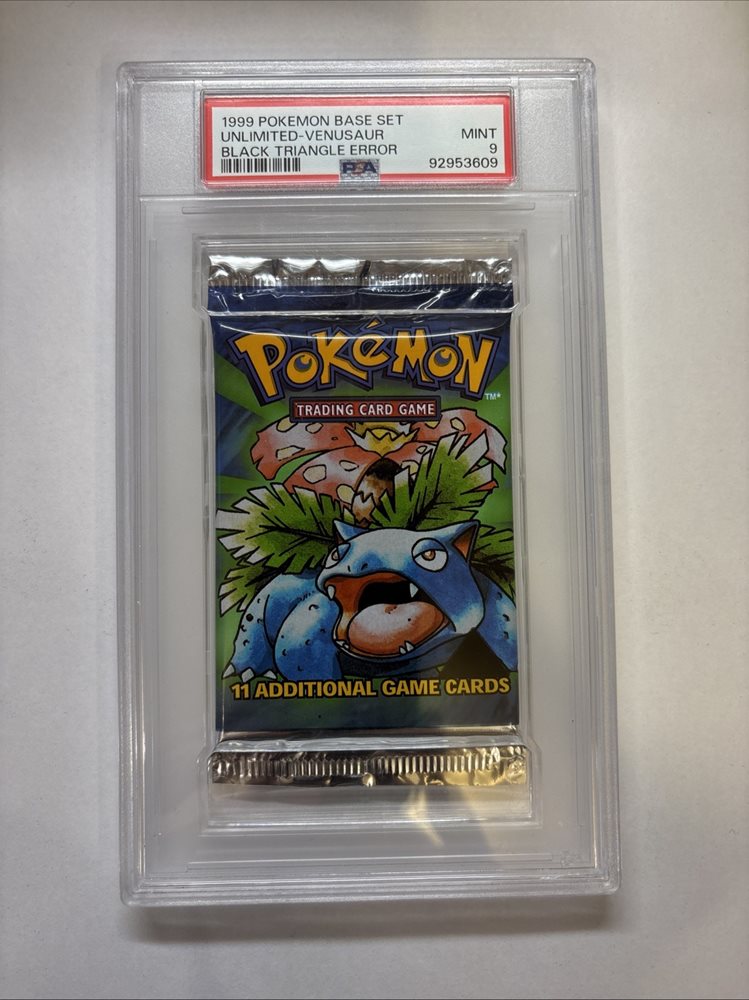 1999 POKEMON BASE SET
UNLIMITED-VENUSAUR MINT
BLACK TRIANGLE ERROR 9
PSA 92953609
POKéMON
TM*
TRADING CARD GAME
11 ADDITIONAL GAME CARDS